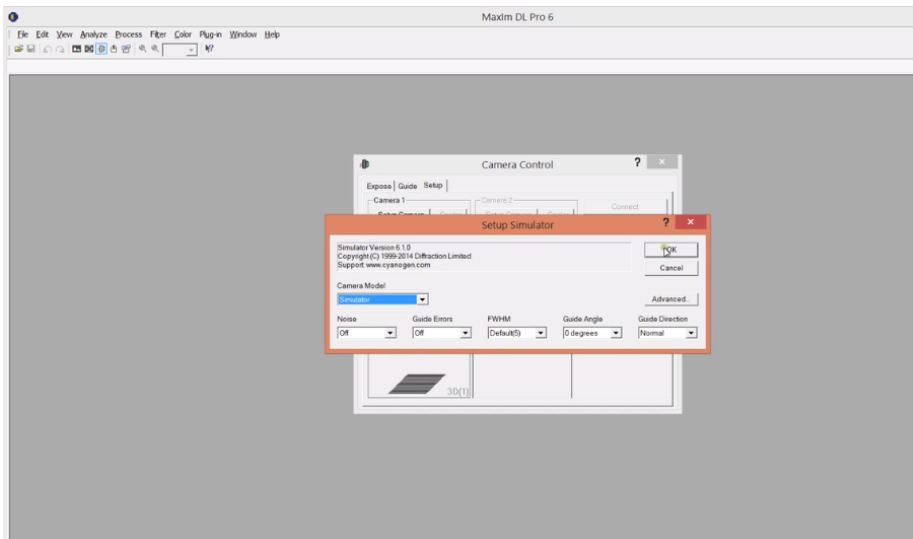 MaxIm DL Pro 6
File Edit View Analyze Process Filter Color Plug-in Window Help
Camera Control ?
Expose Guide Setup
Camera 1 Camera 2
Setup Camera Connect
Setup Simulator ?
Simulator Version 6.1.0
Copyright (C) 1999-2014 Diffraction Limited
Support: www.cyanogen.com
OK
Cancel
Camera Model
Simulator
Advanced...
Noise Guide Errors FWHM Guide Angle Guide Direction
Off Off Default(5) 0 degrees Normal
3D(1)